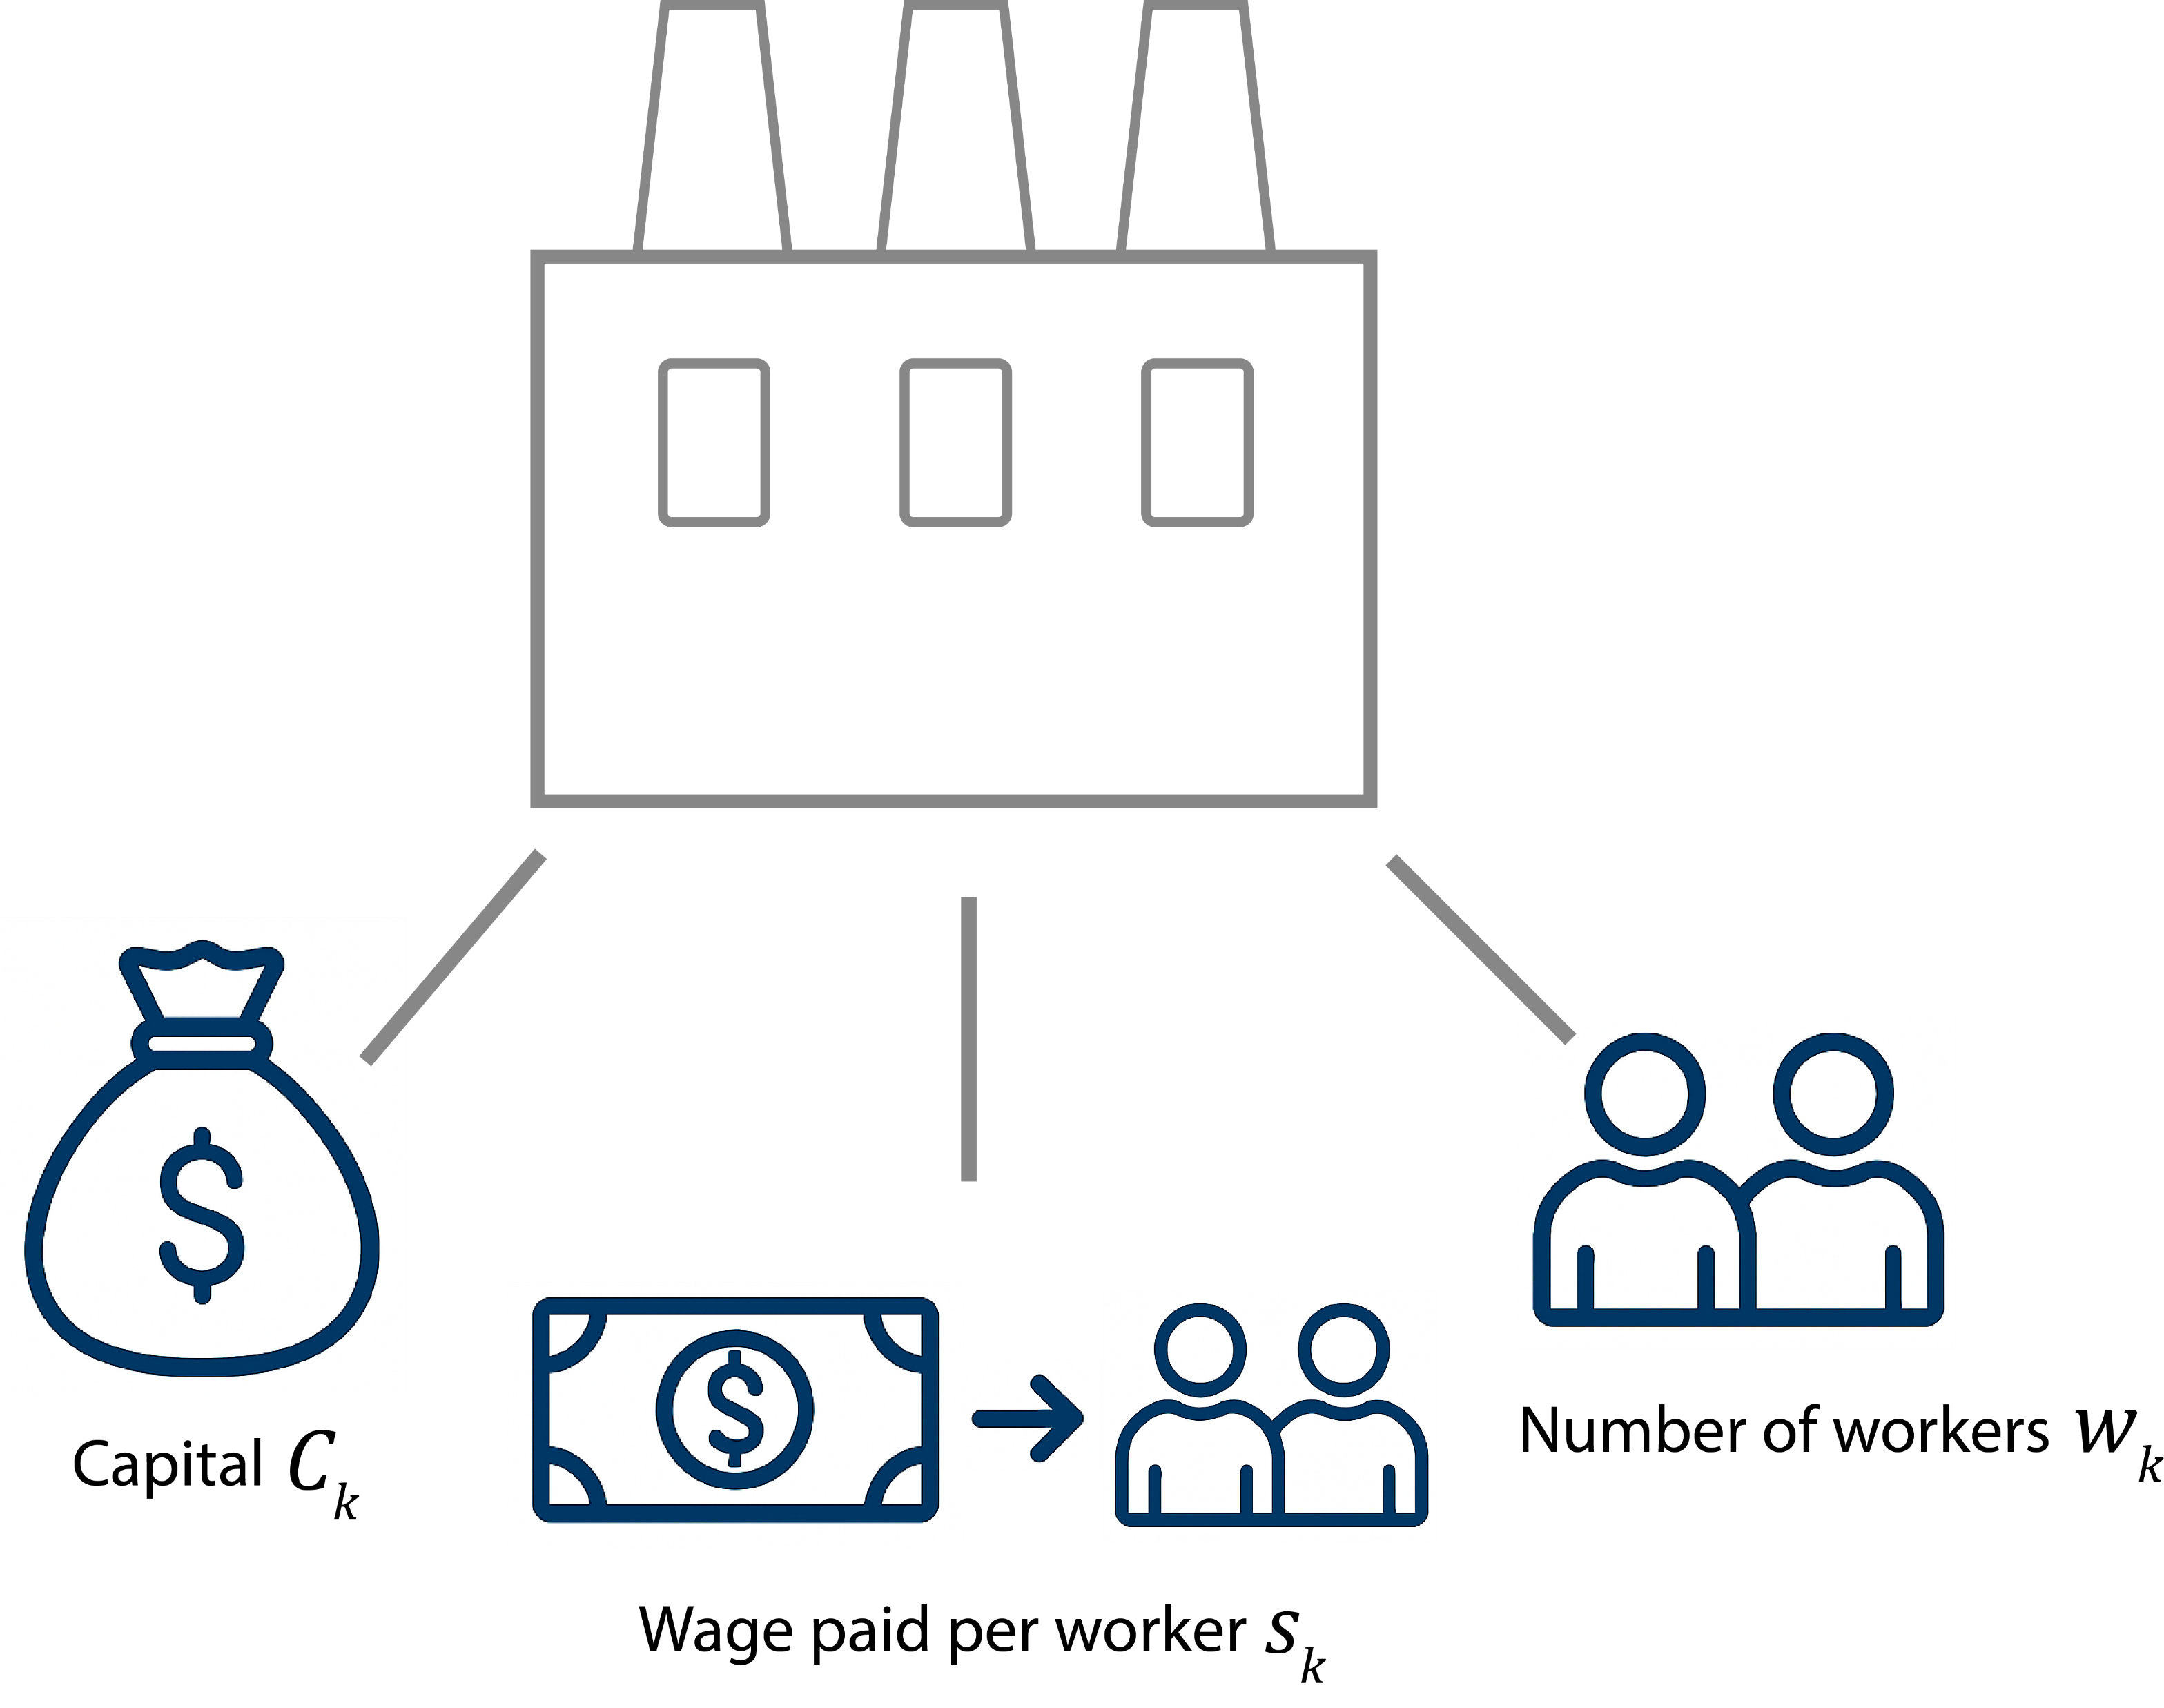 $
$
Capital C_k
Number of workers w_k
Wage paid per worker s_k